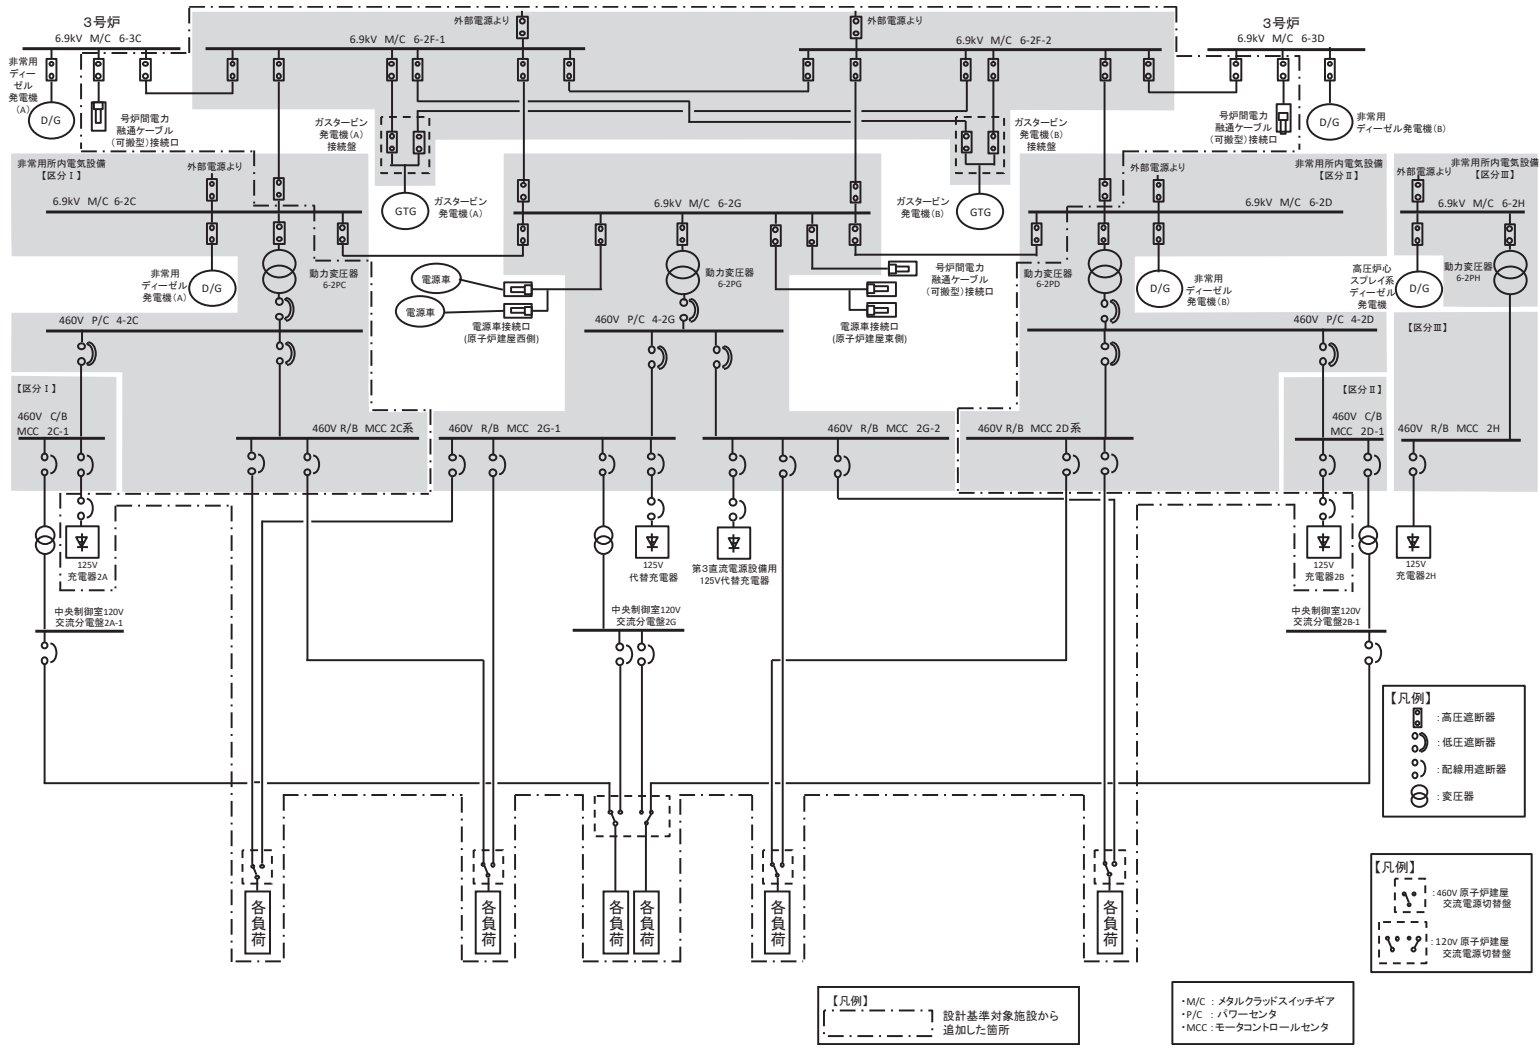 3号炉
6.9kV M/C 6-3C
外部電源より
6.9kV M/C 6-2F-1
外部電源より
6.9kV M/C 6-2F-2
3号炉
6.9kV M/C 6-3D
非常用
ディー
ゼル
発電機
(A)
D/G
号炉間電力
融通ケーブル
(可搬型)接続口
ガスタービン
発電機(A)
接続盤
ガスタービン
発電機(B)
接続盤
号炉間電力
融通ケーブル
(可搬型)接続口
D/G
非常用
ディーゼル発電機(B)
非常用所内電気設備
【区分Ⅰ】
外部電源より
6.9kV M/C 6-2C
GTG
ガスタービン
発電機(A)
6.9kV M/C 6-2G
ガスタービン
発電機(B)
GTG
外部電源より
非常用所内電気設備
【区分Ⅱ】
6.9kV M/C 6-2D
非常用所内電気設備
【区分Ⅲ】
外部電源より
6.9kV M/C 6-2H
非常用
ディーゼル
発電機(A)
D/G
動力変圧器
6-2PC
電源車
電源車
電源車接続口
(原子炉建屋西側)
動力変圧器
6-2PG
号炉間電力
融通ケーブル
(可搬型)接続口
電源車接続口
(原子炉建屋東側)
動力変圧器
6-2PD
D/G
非常用
ディーゼル
発電機(B)
高圧炉心
スプレイ系
ディーゼル
発電機
D/G
動力変圧器
6-2PH
460V P/C 4-2C
460V P/C 4-2G
460V P/C 4-2D
【区分Ⅲ】
【区分Ⅰ】
460V C/B
MCC 2C-1
460V R/B MCC 2C系
460V R/B MCC 2G-1
460V R/B MCC 2G-2
460V R/B MCC 2D系
【区分Ⅱ】
460V C/B
MCC 2D-1
460V R/B MCC 2H
125V
充電器2A
125V
代替充電器
第3直流電源設備用
125V代替充電器
125V
充電器2B
125V
充電器2H
中央制御室120V
交流分電盤2A-1
中央制御室120V
交流分電盤2G
中央制御室120V
交流分電盤2B-1
【凡例】
:高圧遮断器
:低圧遮断器
:配線用遮断器
:変圧器
【凡例】
:460V 原子炉建屋
交流電源切替盤
:120V 原子炉建屋
交流電源切替盤
各負荷
各負荷
各負荷
各負荷
各負荷
各負荷
【凡例】
設計基準対象施設から
追加した箇所
・M/C :メタルクラッドスイッチギア
・P/C :パワーセンタ
・MCC:モータコントロールセンタ